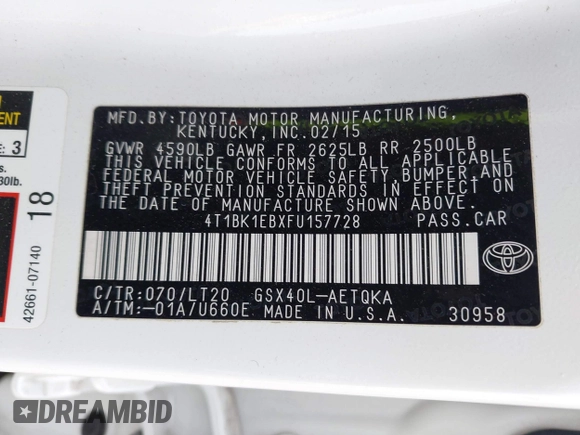 MFD.BY:TOYOTA MOTOR MANUFACTURING,
KENTUCKY,INC.02/15
GVWR 4590LB GAWR FR 2625LB RR 2500LB
THIS VEHICLE CONFORMS TO ALL APPLICABLE
FEDERAL MOTOR VEHICLE SAFETY,BUMPER,AND
THEFT PREVENTION STANDARDS IN EFFECT ON
THE DATE OF MANUFACTURE SHOWN ABOVE.
4T1BK1EBXFU157728 PASS.CAR
C/TR:070/LT20 GSX40L-AETQKA
A/TM:-01A/U660E. MADE IN U.S.A. 30958
TOYOTA
3
30lb.
18
42661-07140
DREAMBID